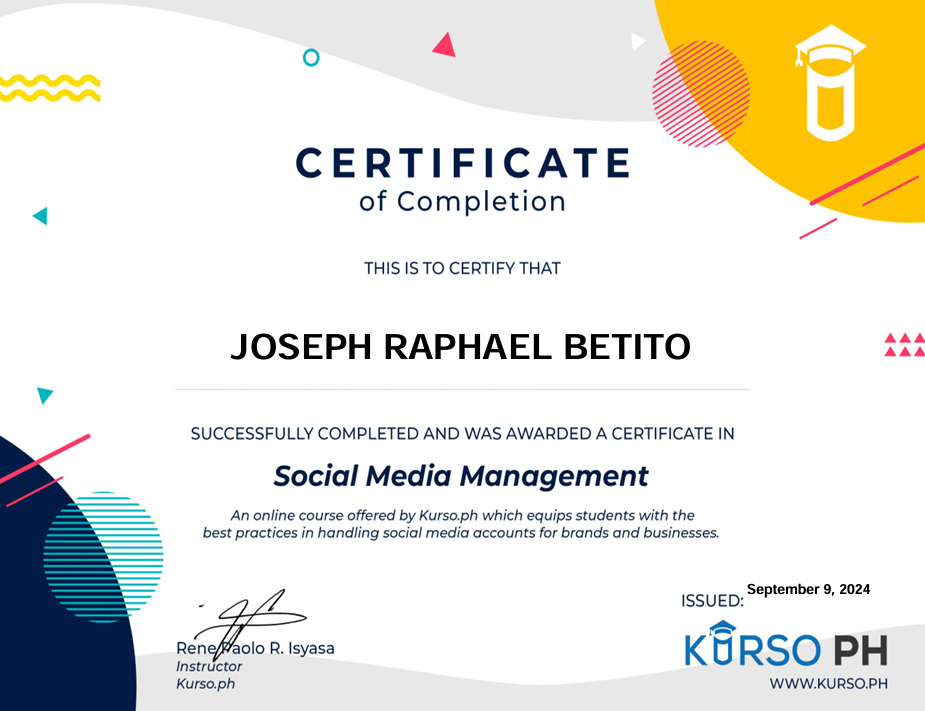 CERTIFICATE
of Completion
THIS IS TO CERTIFY THAT
JOSEPH RAPHAEL BETITO
SUCCESSFULLY COMPLETED AND WAS AWARDED A CERTIFICATE IN
Social Media Management
An online course offered by Kurso.ph which equips students with the
best practices in handling social media accounts for brands and businesses.
ISSUED: September 9, 2024
Rene Paolo R. Isyasa
Instructor
Kurso.ph
KURSO PH
WWW.KURSO.PH